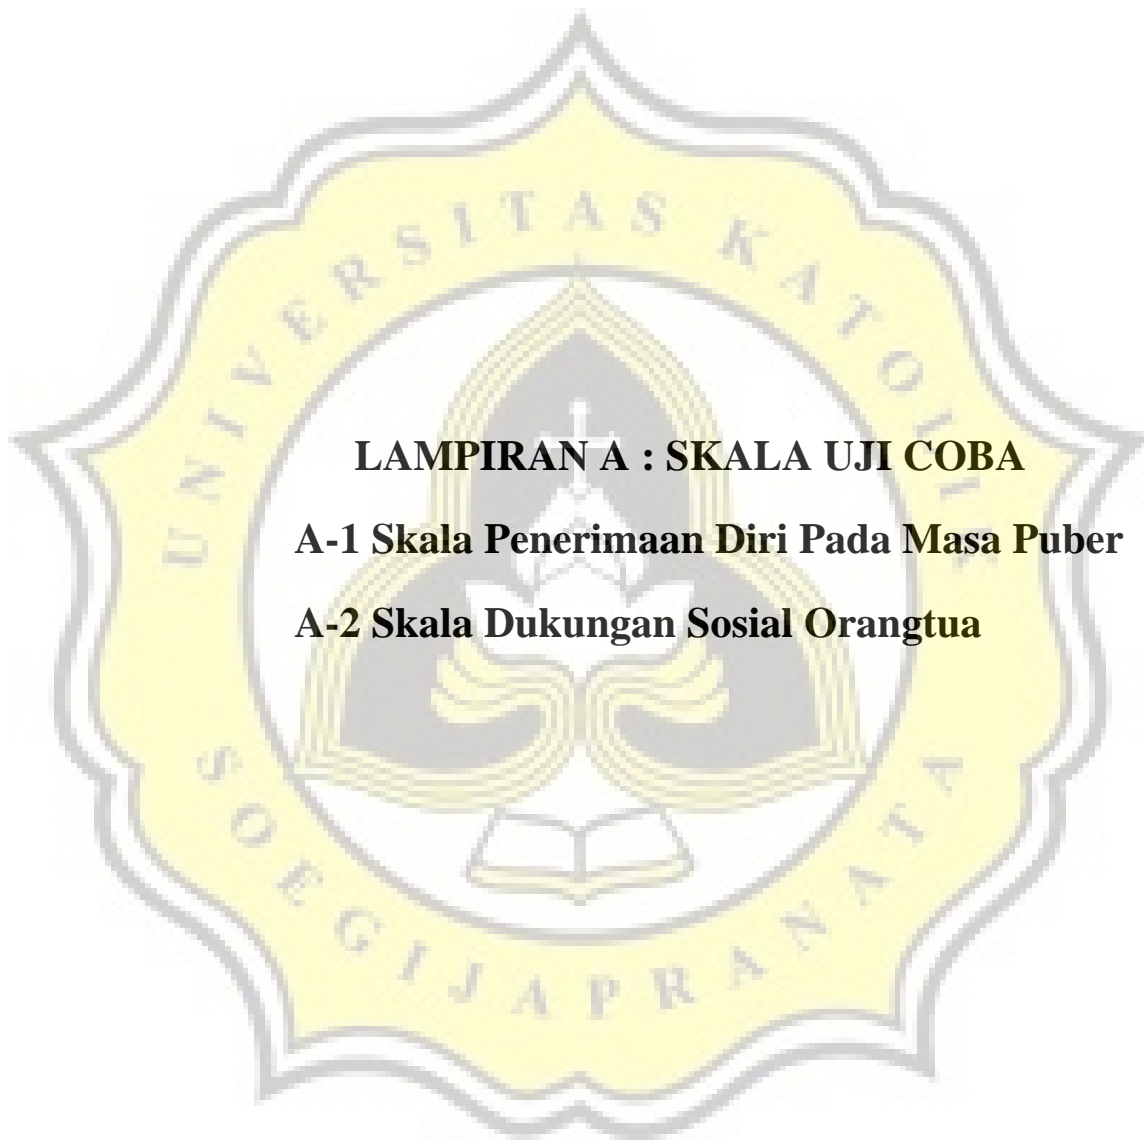 UNIVERSITAS KATOLIK
LAMPIRAN A : SKALA UJI COBA
A-1 Skala Penerimaan Diri Pada Masa Puber
A-2 Skala Dukungan Sosial Orangtua
SOEGIJAPRANATA